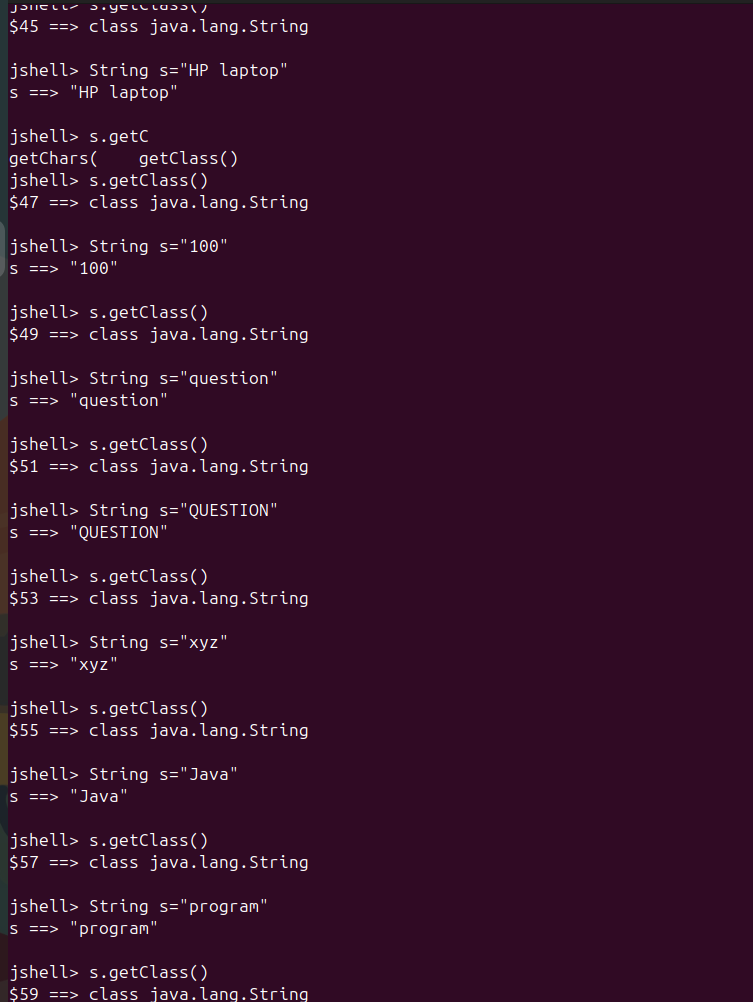 jshell> s.getClass()
$45 ==> class java.lang.String
jshell> String s="HP laptop"
s ==> "HP laptop"
jshell> s.getC
getChars(    getClass()
jshell> s.getClass()
$47 ==> class java.lang.String
jshell> String s="100"
s ==> "100"
jshell> s.getClass()
$49 ==> class java.lang.String
jshell> String s="question"
s ==> "question"
jshell> s.getClass()
$51 ==> class java.lang.String
jshell> String s="QUESTION"
s ==> "QUESTION"
jshell> s.getClass()
$53 ==> class java.lang.String
jshell> String s="xyz"
s ==> "xyz"
jshell> s.getClass()
$55 ==> class java.lang.String
jshell> String s="Java"
s ==> "Java"
jshell> s.getClass()
$57 ==> class java.lang.String
jshell> String s="program"
s ==> "program"
jshell> s.getClass()
$59 ==> class java.lang.String